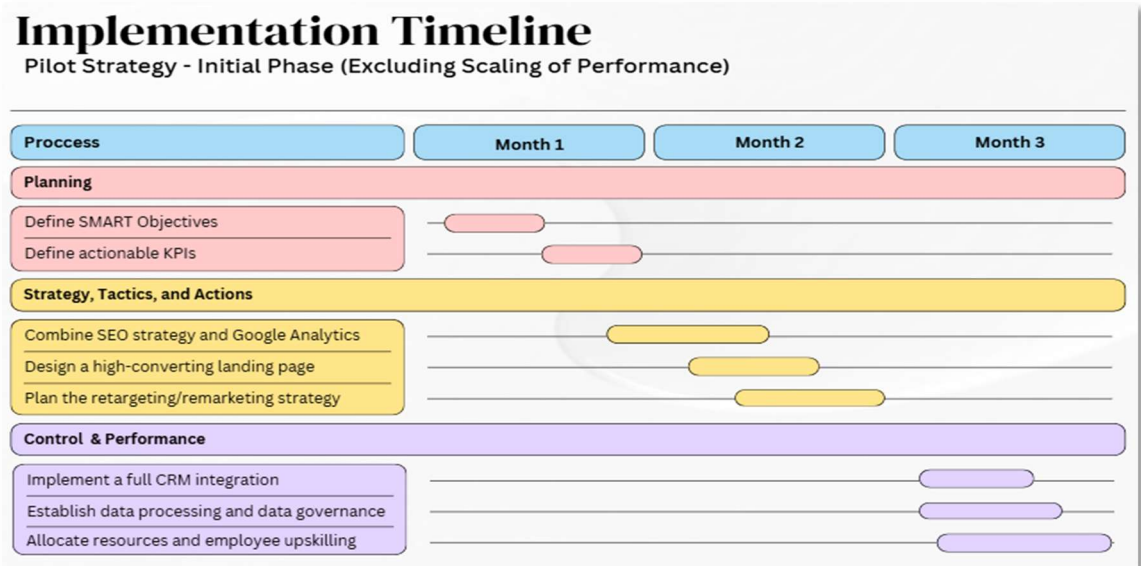 Implementation Timeline
Pilot Strategy - Initial Phase (Excluding Scaling of Performance)
Proccess
Month 1
Month 2
Month 3
Planning
Define SMART Objectives
Define actionable KPIs
Strategy, Tactics, and Actions
Combine SEO strategy and Google Analytics
Design a high-converting landing page
Plan the retargeting/remarketing strategy
Control & Performance
Implement a full CRM integration
Establish data processing and data governance
Allocate resources and employee upskilling